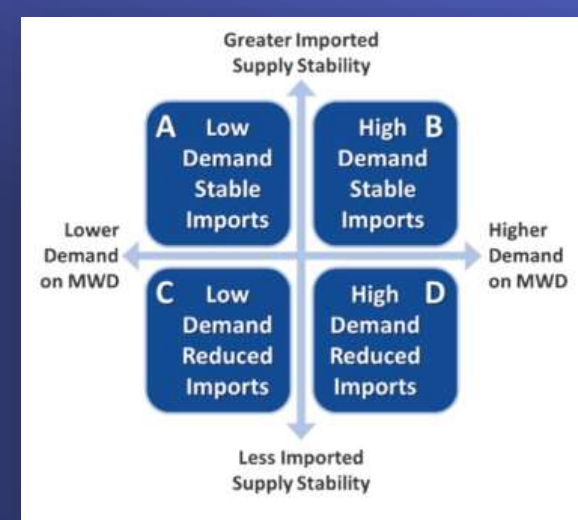 Greater Imported
Supply Stability
A Low
Demand
Stable
Imports
High B
Demand
Stable
Imports
Lower
Demand
on MWD
Higher
Demand
on MWD
C Low
Demand
Reduced
Imports
High D
Demand
Reduced
Imports
Less Imported
Supply Stability